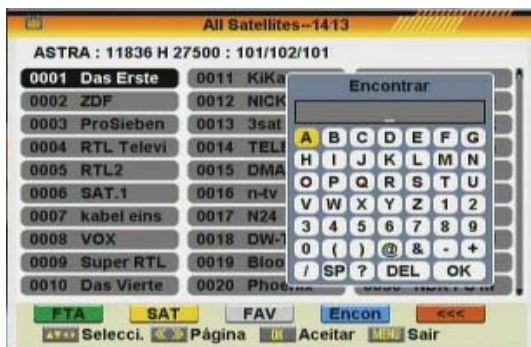 All Satellites--1413
ASTRA : 11836 H 27500 : 101/102/101
0001 Das Erste
0002 ZDF
0003 ProSieben
0004 RTL Televi
0005 RTL2
0006 SAT.1
0007 kabel eins
0008 VOX
0009 Super RTL
0010 Das Vierte
0011 KiKa
0012 NICK
0013 3sat
0014 TELE
0015 DMA
0016 n-tv
0017 N24
0018 DW-T
0019 Bloo
0020 Phoenix
Encontrar
_
A B C D E F G
H I J K L M N
O P Q R S T U
V W X Y Z 1 2
3 4 5 6 7 8 9
0 ( ) @ & - +
/ SP ? DEL OK
FTA SAT FAV Encon <<<
Selecci. Página OK Aceitar MENU Sair